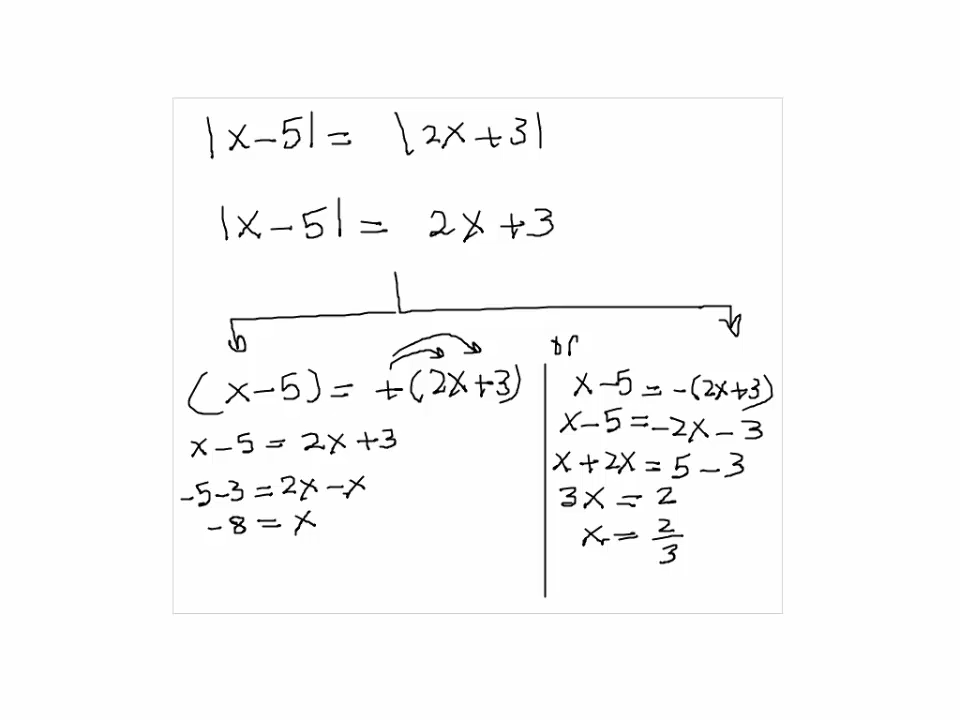 |x-5| = |2x+3|
|x-5| = 2x+3
(x-5) = +(2x+3)
x-5 = 2x+3
-5-3 = 2x-x
-8 = x
or
x-5 = -(2x+3)
x-5 = -2x-3
x+2x = 5-3
3x = 2
x = 2/3